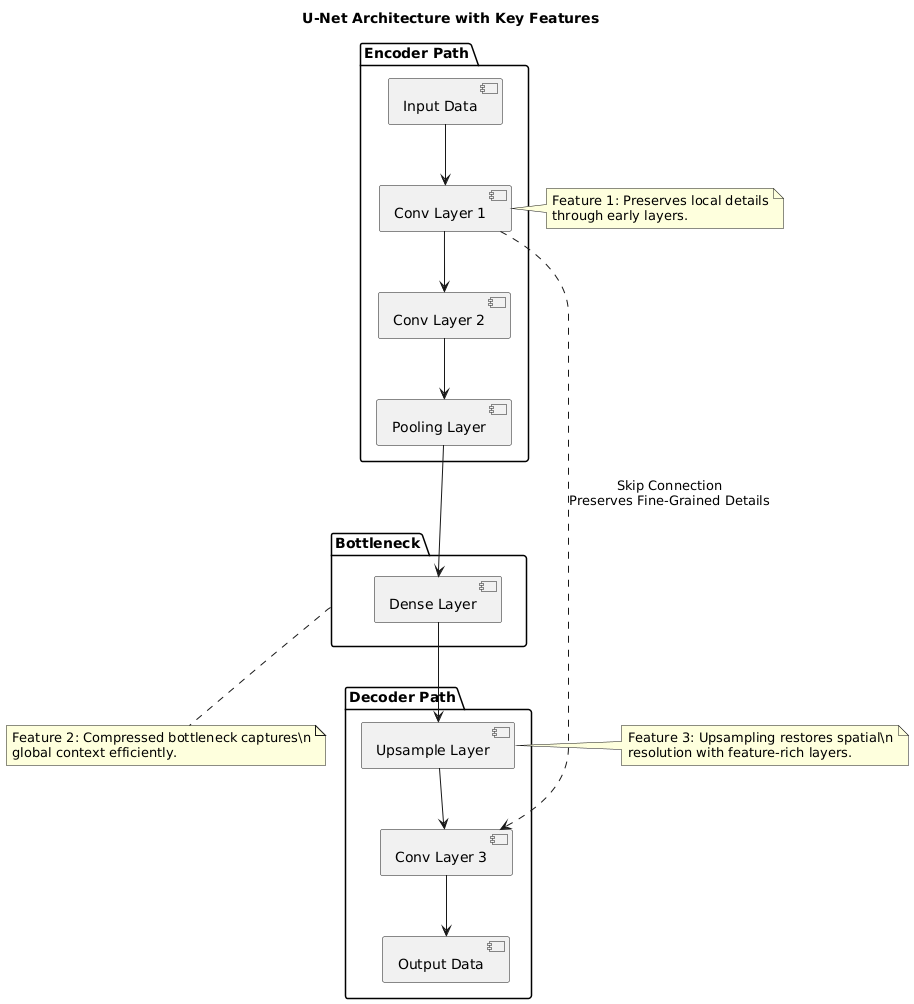 U-Net Architecture with Key Features
Encoder Path
Input Data
Conv Layer 1
Feature 1: Preserves local details
through early layers.
Conv Layer 2
Pooling Layer
Skip Connection
Preserves Fine-Grained Details
Bottleneck
Dense Layer
Decoder Path
Feature 2: Compressed bottleneck captures\n
global context efficiently.
Upsample Layer
Feature 3: Upsampling restores spatial\n
resolution with feature-rich layers.
Conv Layer 3
Output Data